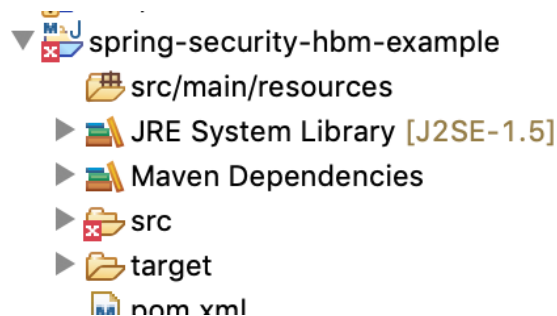 spring-security-hbm-example
src/main/resources
JRE System Library [J2SE-1.5]
Maven Dependencies
src
target
pom.xml